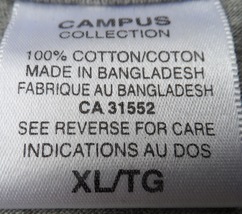 CAMPUS
COLLECTION
100% COTTON/COTON
MADE IN BANGLADESH
FABRIQUE AU BANGLADESH
CA 31552
SEE REVERSE FOR CARE
INDICATIONS AU DOS
XL/TG